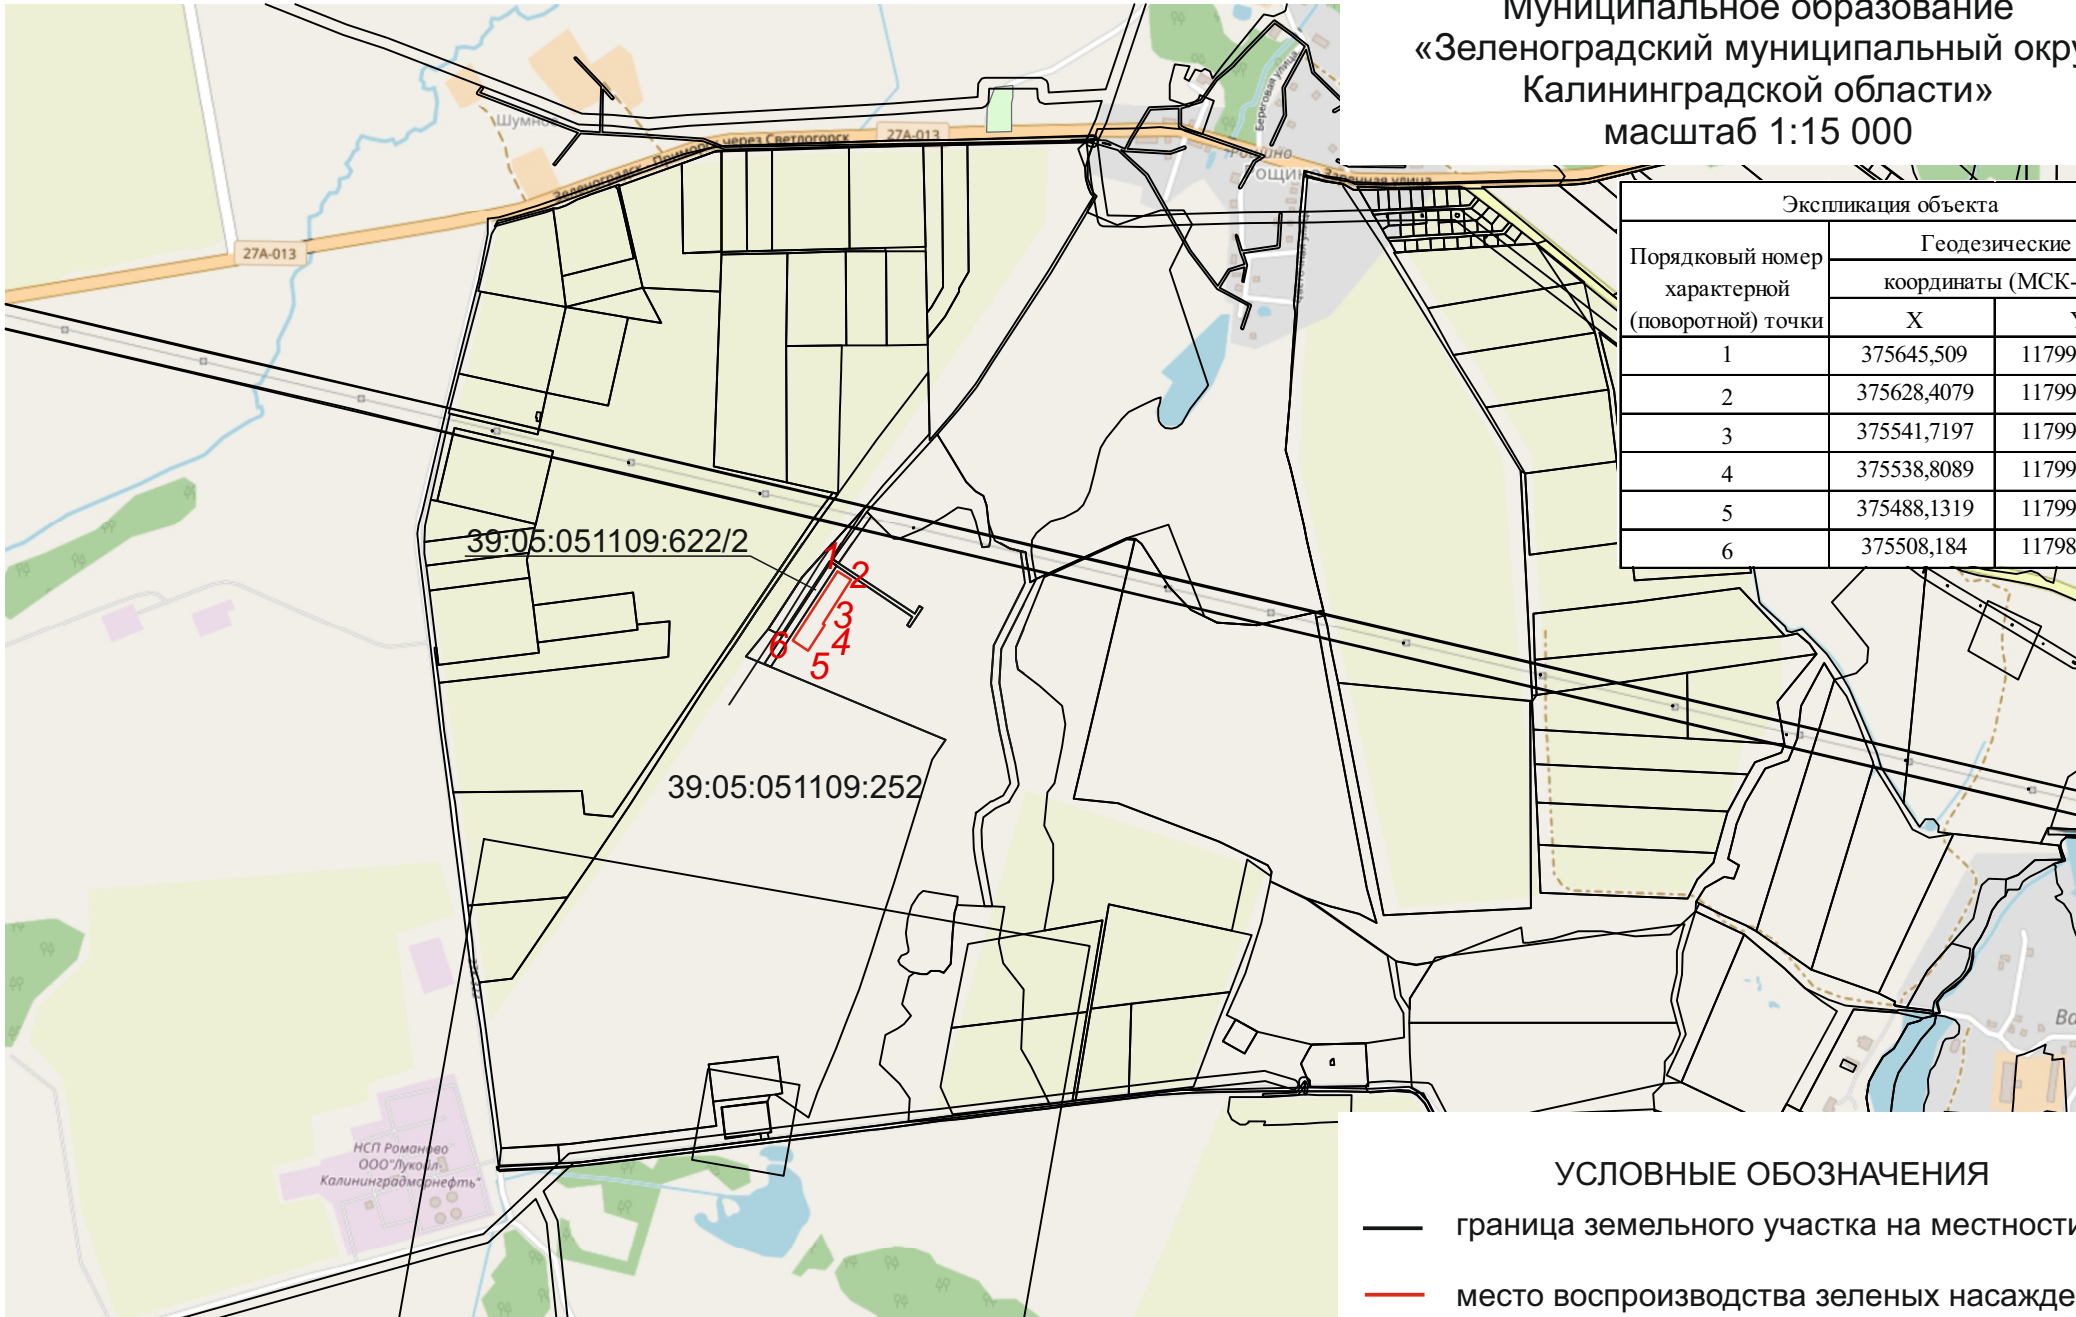 Муниципальное образование
«Зеленоградский муниципальный окру
Калининградской области»
масштаб 1:15 000
Экспликация объекта
Порядковый номер
характерной
(поворотной) точки
Геодезические
координаты (МСК-
X
1 375645,509 11799
2 375628,4079 11799
3 375541,7197 11799
4 375538,8089 11799
5 375488,1319 11799
6 375508,184 11798
Береговая улица
27А-013
через Светлогорск
Зеленоградск
Заречная улица
27А-013
39:05:051109:622/2
1
2
3
4
5
6
39:05:051109:252
НСП Романово
ООО"Лукойл-
Калининградморнефть"
Ва
УСЛОВНЫЕ ОБОЗНАЧЕНИЯ
граница земельного участка на местности
место воспроизводства зеленых насажде